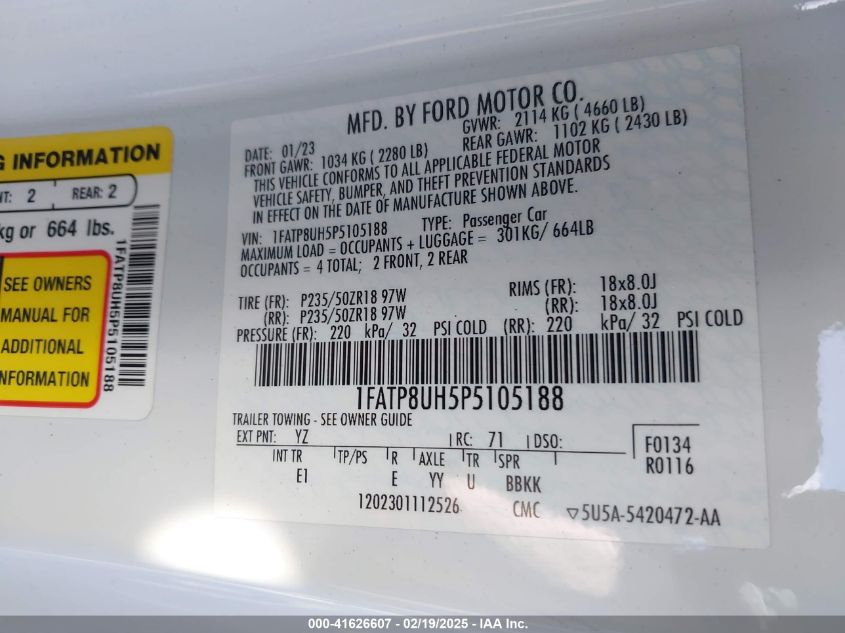 G INFORMATION
NT: 2 REAR: 2
kg or 664 lbs.
SEE OWNERS
MANUAL FOR
ADDITIONAL
INFORMATION
1FATP8UH5P5105188
MFD. BY FORD MOTOR CO.
DATE: 01/23 GVWR: 2114 KG ( 4660 LB)
FRONT GAWR: 1034 KG ( 2280 LB) REAR GAWR: 1102 KG ( 2430 LB)
THIS VEHICLE CONFORMS TO ALL APPLICABLE FEDERAL MOTOR
VEHICLE SAFETY, BUMPER, AND THEFT PREVENTION STANDARDS
IN EFFECT ON THE DATE OF MANUFACTURE SHOWN ABOVE.
VIN: 1FATP8UH5P5105188 TYPE: Passenger Car
MAXIMUM LOAD = OCCUPANTS + LUGGAGE = 301KG/ 664LB
OCCUPANTS = 4 TOTAL; 2 FRONT, 2 REAR
TIRE (FR): P235/50ZR18 97W RIMS (FR): 18x8.0J
(RR): P235/50ZR18 97W (RR): 18x8.0J
PRESSURE (FR): 220 kPa/ 32 PSI COLD (RR): 220 kPa/ 32 PSI COLD
1FATP8UH5P5105188
TRAILER TOWING - SEE OWNER GUIDE
EXT PNT: YZ RC: 71 DSO: F0134
R0116
INT TR TP/PS R AXLE TR SPR
E1 E YY U BBKK
1202301112526 CMC ▽5U5A-5420472-AA
000-41626607 - 02/19/2025 - IAA Inc.